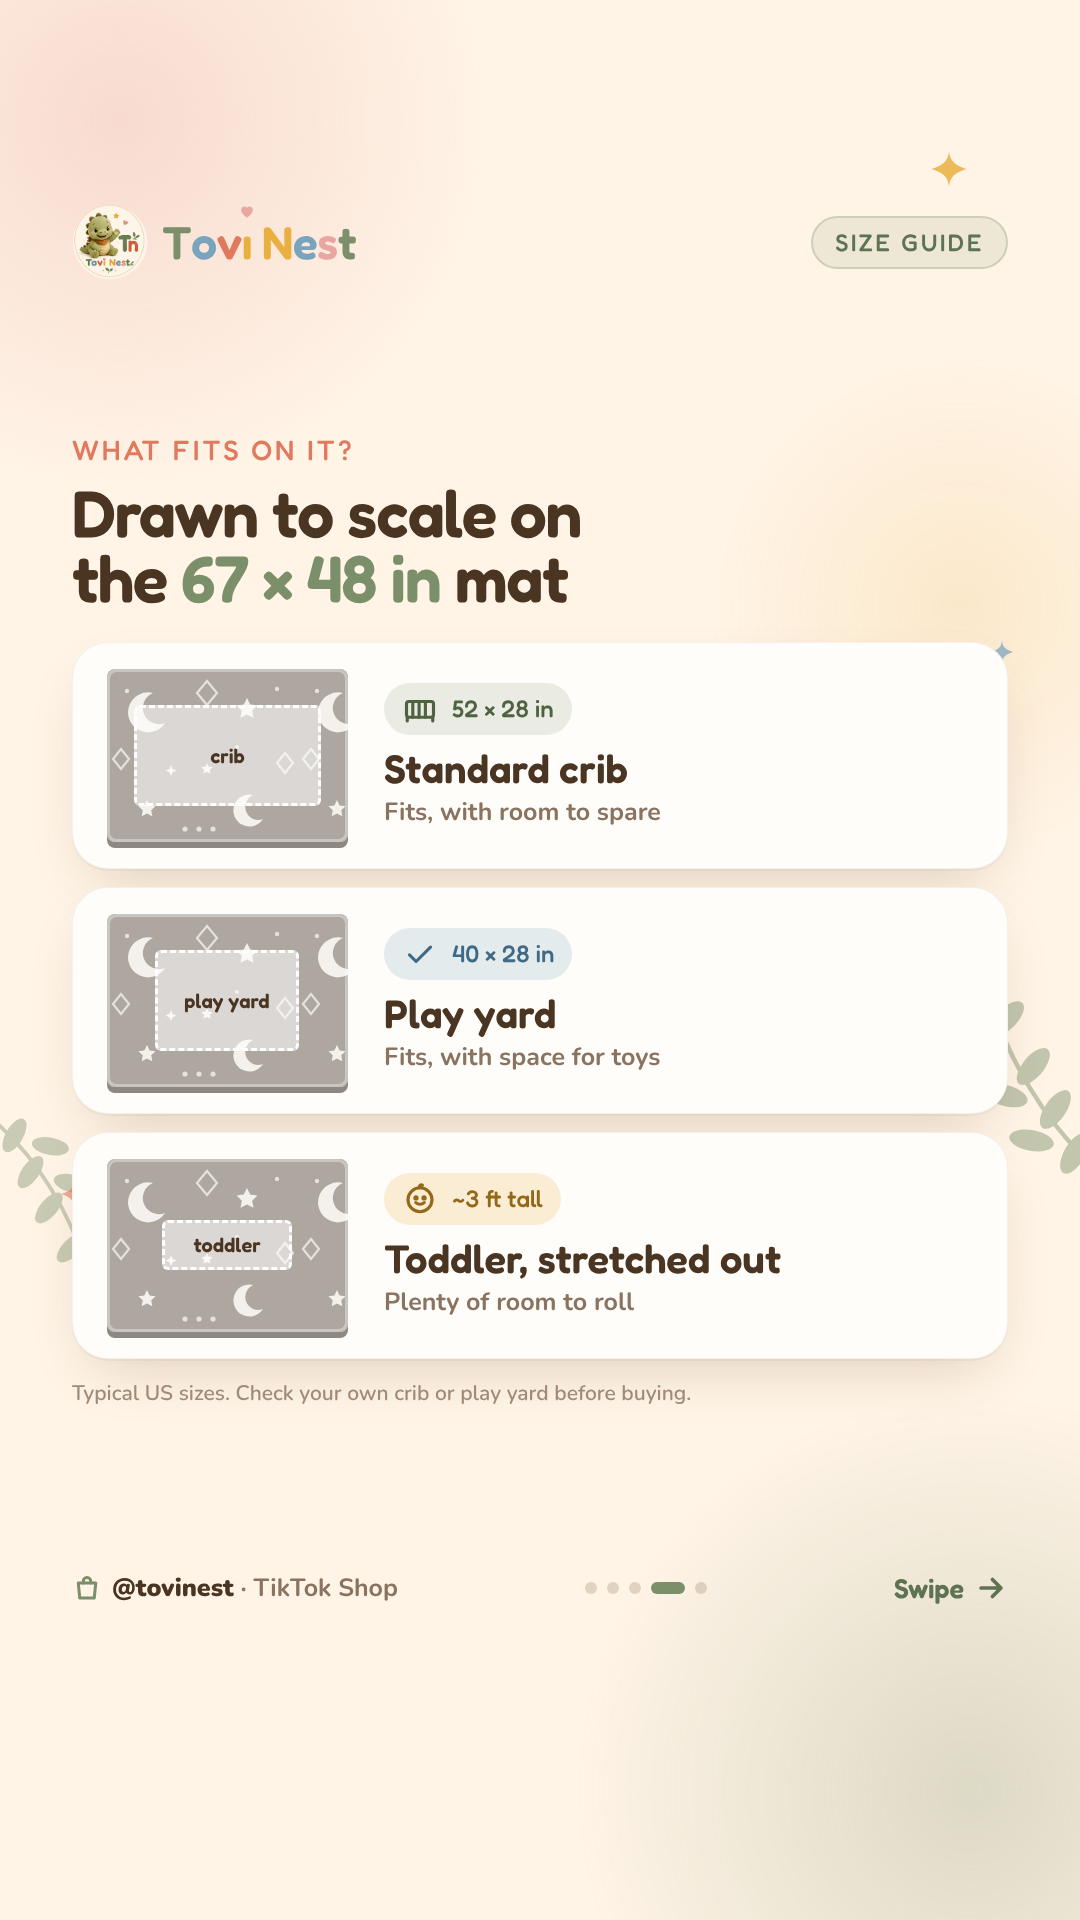 Tn
Tovi Nest
Tovi Nest
SIZE GUIDE
WHAT FITS ON IT?
Drawn to scale on
the 67 × 48 in mat
crib
52 × 28 in
Standard crib
Fits, with room to spare
play yard
40 × 28 in
Play yard
Fits, with space for toys
toddler
~3 ft tall
Toddler, stretched out
Plenty of room to roll
Typical US sizes. Check your own crib or play yard before buying.
@tovinest · TikTok Shop
Swipe →